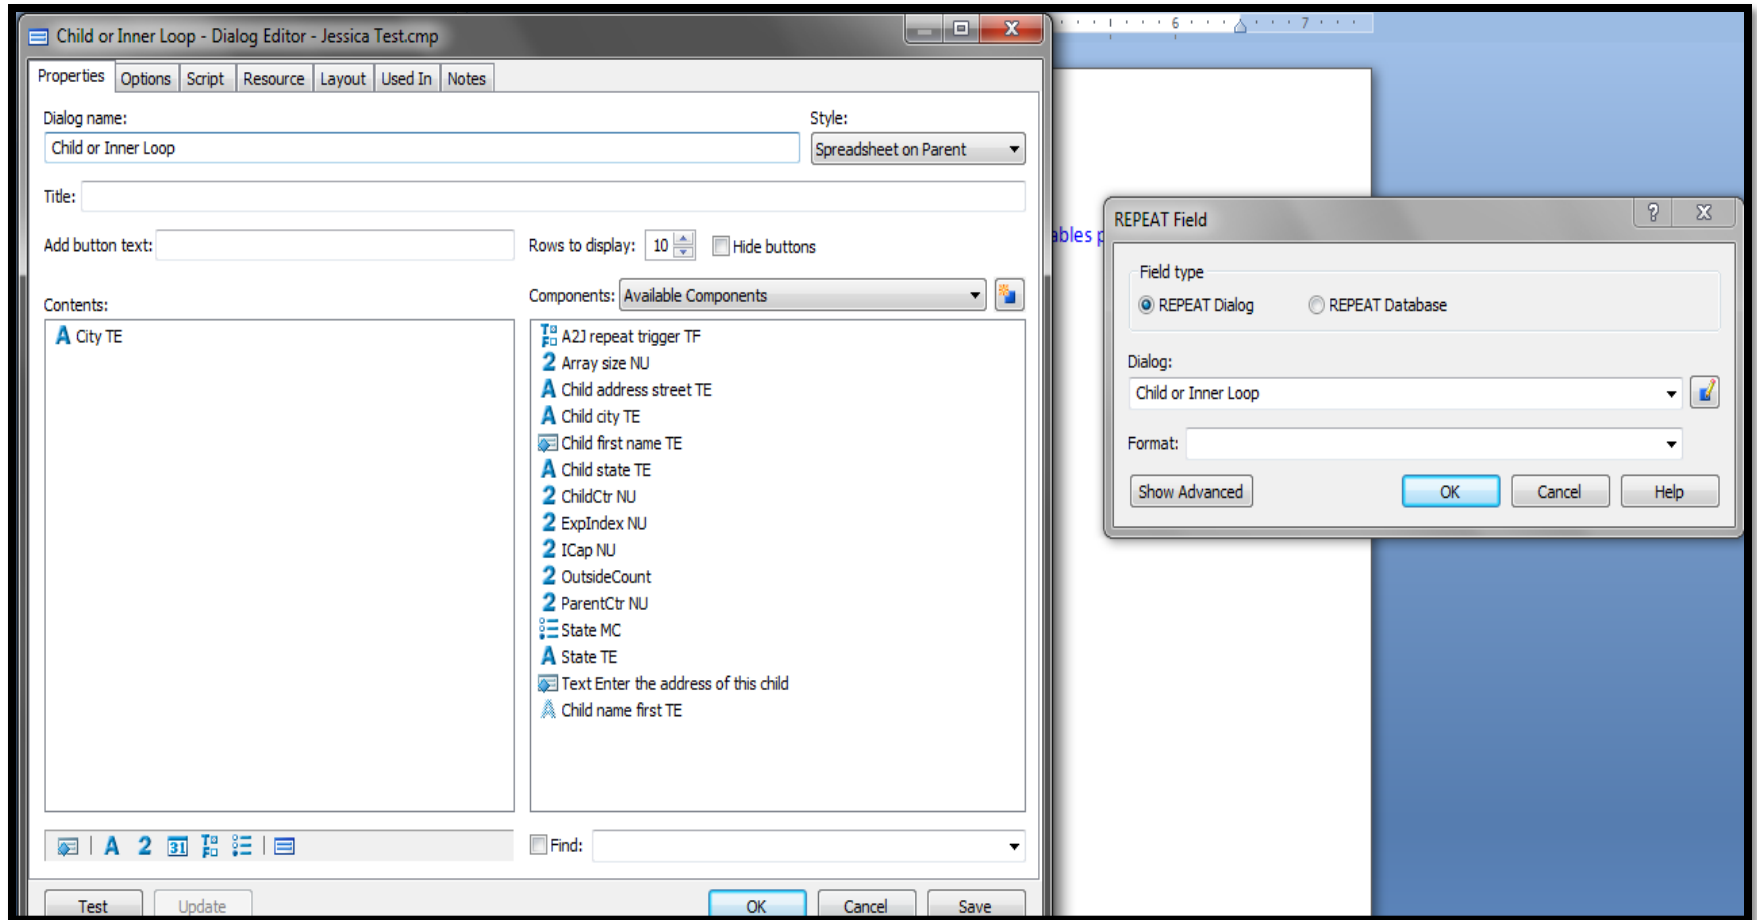 Child or Inner Loop - Dialog Editor - Jessica Test.cmp
Properties Options Script Resource Layout Used In Notes
Dialog name: Style:
Child or Inner Loop Spreadsheet on Parent
Title:
Add button text: Rows to display: 10 Hide buttons
Contents: Components: Available Components
City TE
A2J repeat trigger TF
Array size NU
Child address street TE
Child city TE
Child first name TE
Child state TE
ChildCtr NU
ExpIndex NU
ICap NU
OutsideCount
ParentCtr NU
State MC
State TE
Text Enter the address of this child
Child name first TE
Find:
Test Update OK Cancel Save
6 7
ables p
REPEAT Field
Field type
REPEAT Dialog REPEAT Database
Dialog:
Child or Inner Loop
Format:
Show Advanced OK Cancel Help